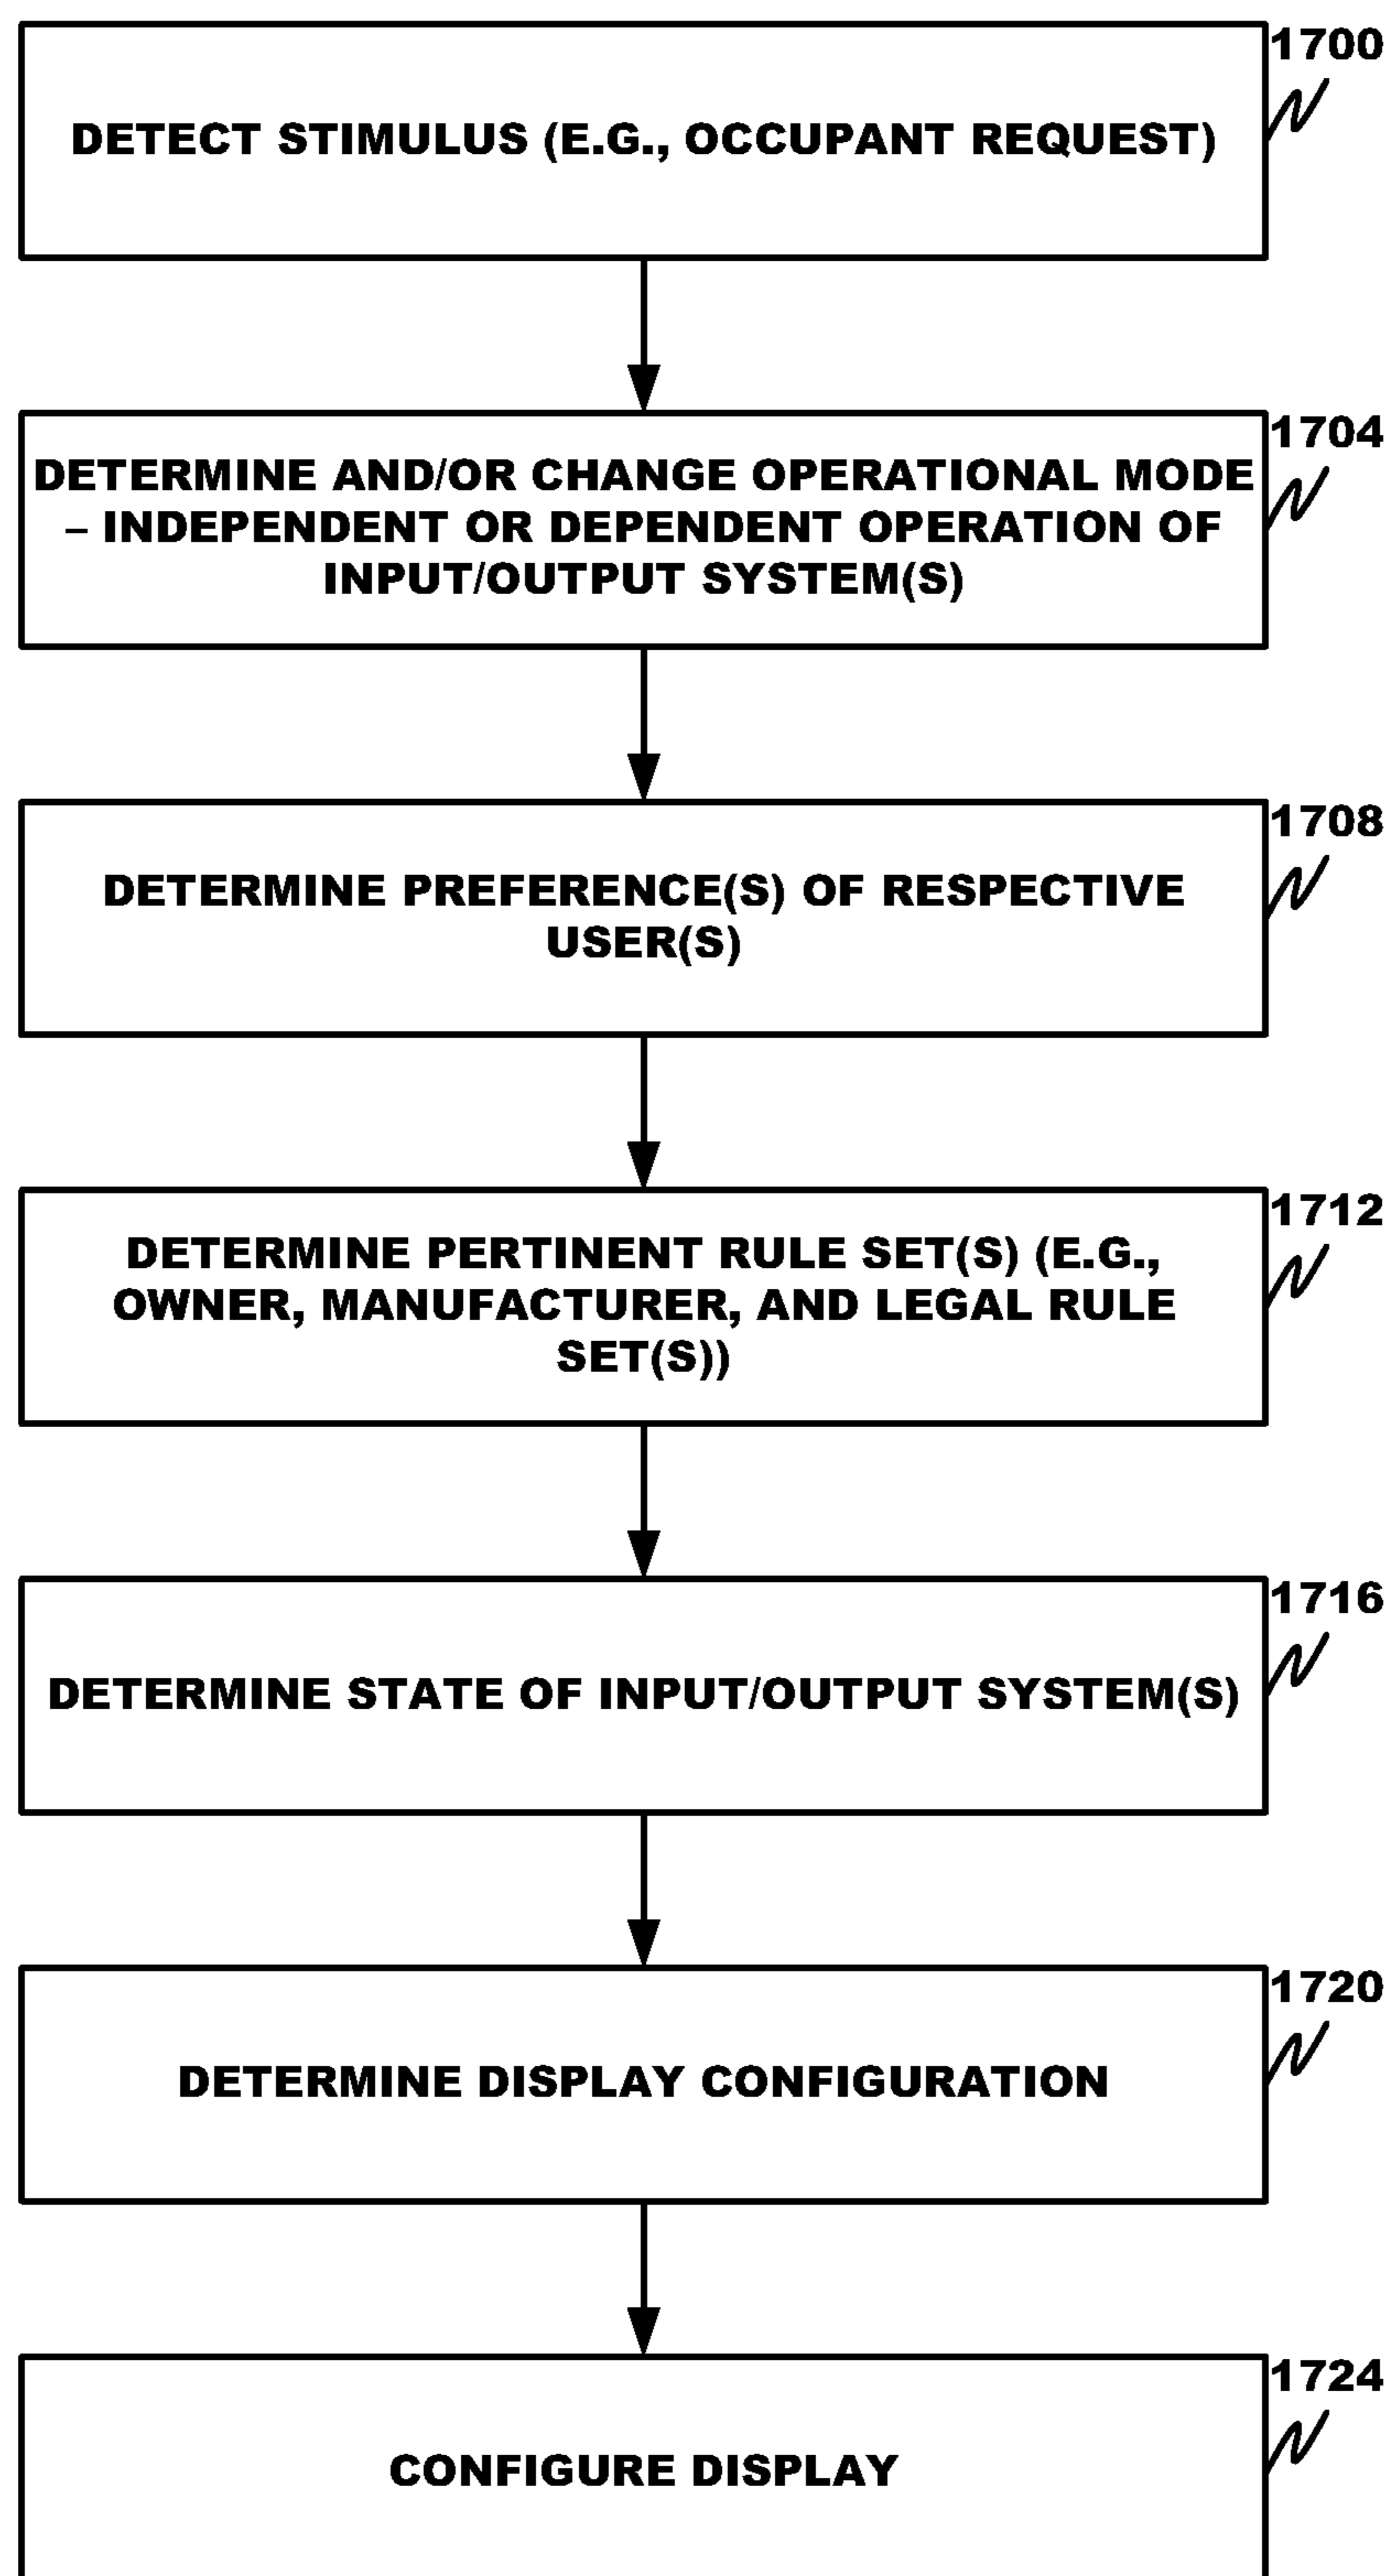 1700
DETECT STIMULUS (E.G., OCCUPANT REQUEST)
1704
DETERMINE AND/OR CHANGE OPERATIONAL MODE
– INDEPENDENT OR DEPENDENT OPERATION OF
INPUT/OUTPUT SYSTEM(S)
1708
DETERMINE PREFERENCE(S) OF RESPECTIVE
USER(S)
1712
DETERMINE PERTINENT RULE SET(S) (E.G.,
OWNER, MANUFACTURER, AND LEGAL RULE
SET(S))
1716
DETERMINE STATE OF INPUT/OUTPUT SYSTEM(S)
1720
DETERMINE DISPLAY CONFIGURATION
1724
CONFIGURE DISPLAY